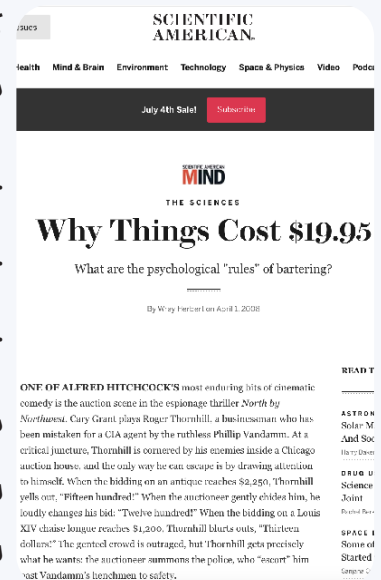 SCIENTIFIC
AMERICAN
Mind & Brain Environment Technology Space & Physics Video
July 4th Sale! Subscribe
SCIENTIFIC AMERICAN
MIND
THE SCIENCES
Why Things Cost $19.95
What are the psychological "rules" of bartering?
By Wray Herbert on April 1, 2008
READ T
ONE OF ALFRED HITCHCOCK'S most enduring bits of cinematic
comedy is the auction scene in the espionage thriller North by
Northwest. Cary Grant plays Roger Thornhill, a businessman who has
been mistaken for a CIA agent by the ruthless Phillip Vandamm. At a
critical juncture, Thornhill is cornered by his enemies inside a Chicago
auction house, and the only way he can escape is by drawing attention
to himself. When the bidding on an antique reaches $2,250, Thornhill
yells out, "Fifteen hundred!" When the auctioneer gently chides him, he
loudly changes his bid: "Twelve hundred!" When the bidding on a Louis
XIV chaise longue reaches $1,200, Thornhill blurts out, "Thirteen
dollars!" The genteel crowd is outraged, but Thornhill gets precisely
what he wants: the auctioneer summons the police, who "escort" him
past Vandamm's henchmen to safety.
ASTRON
Solar M
And Soc
DRUG U
Science
Joint
SPACE
Some of
Started